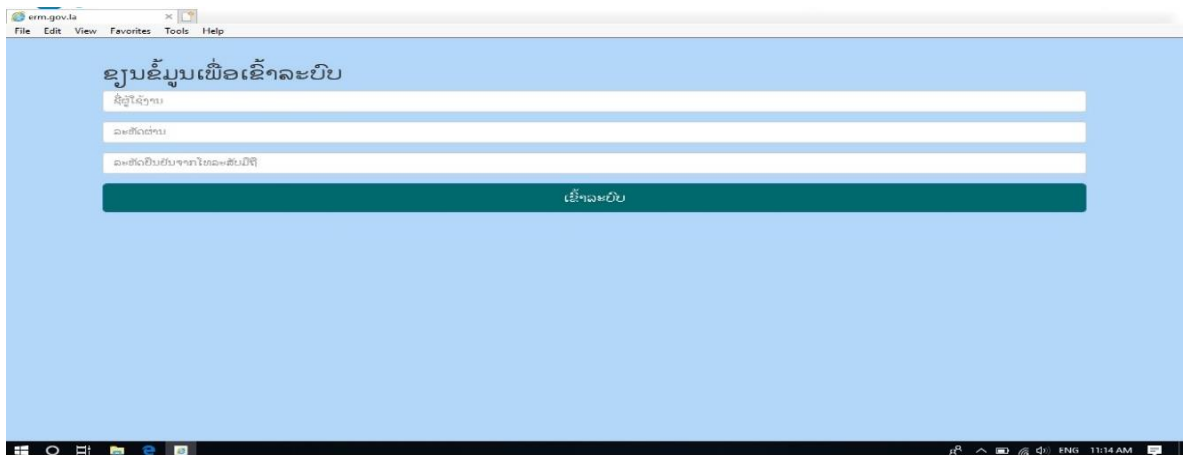 erm.gov.la
File Edit View Favorites Tools Help
ຂຽນຂໍ້ມູນເພື່ອເຂົ້າລະບົບ
ຊື່ຜູ້ໃຊ້ງານ
ລະຫັດຜ່ານ
ລະຫັດຢືນຢັນຈາກໂທລະສັບມືຖື
ເຂົ້າລະບົບ
ENG 11:14 AM